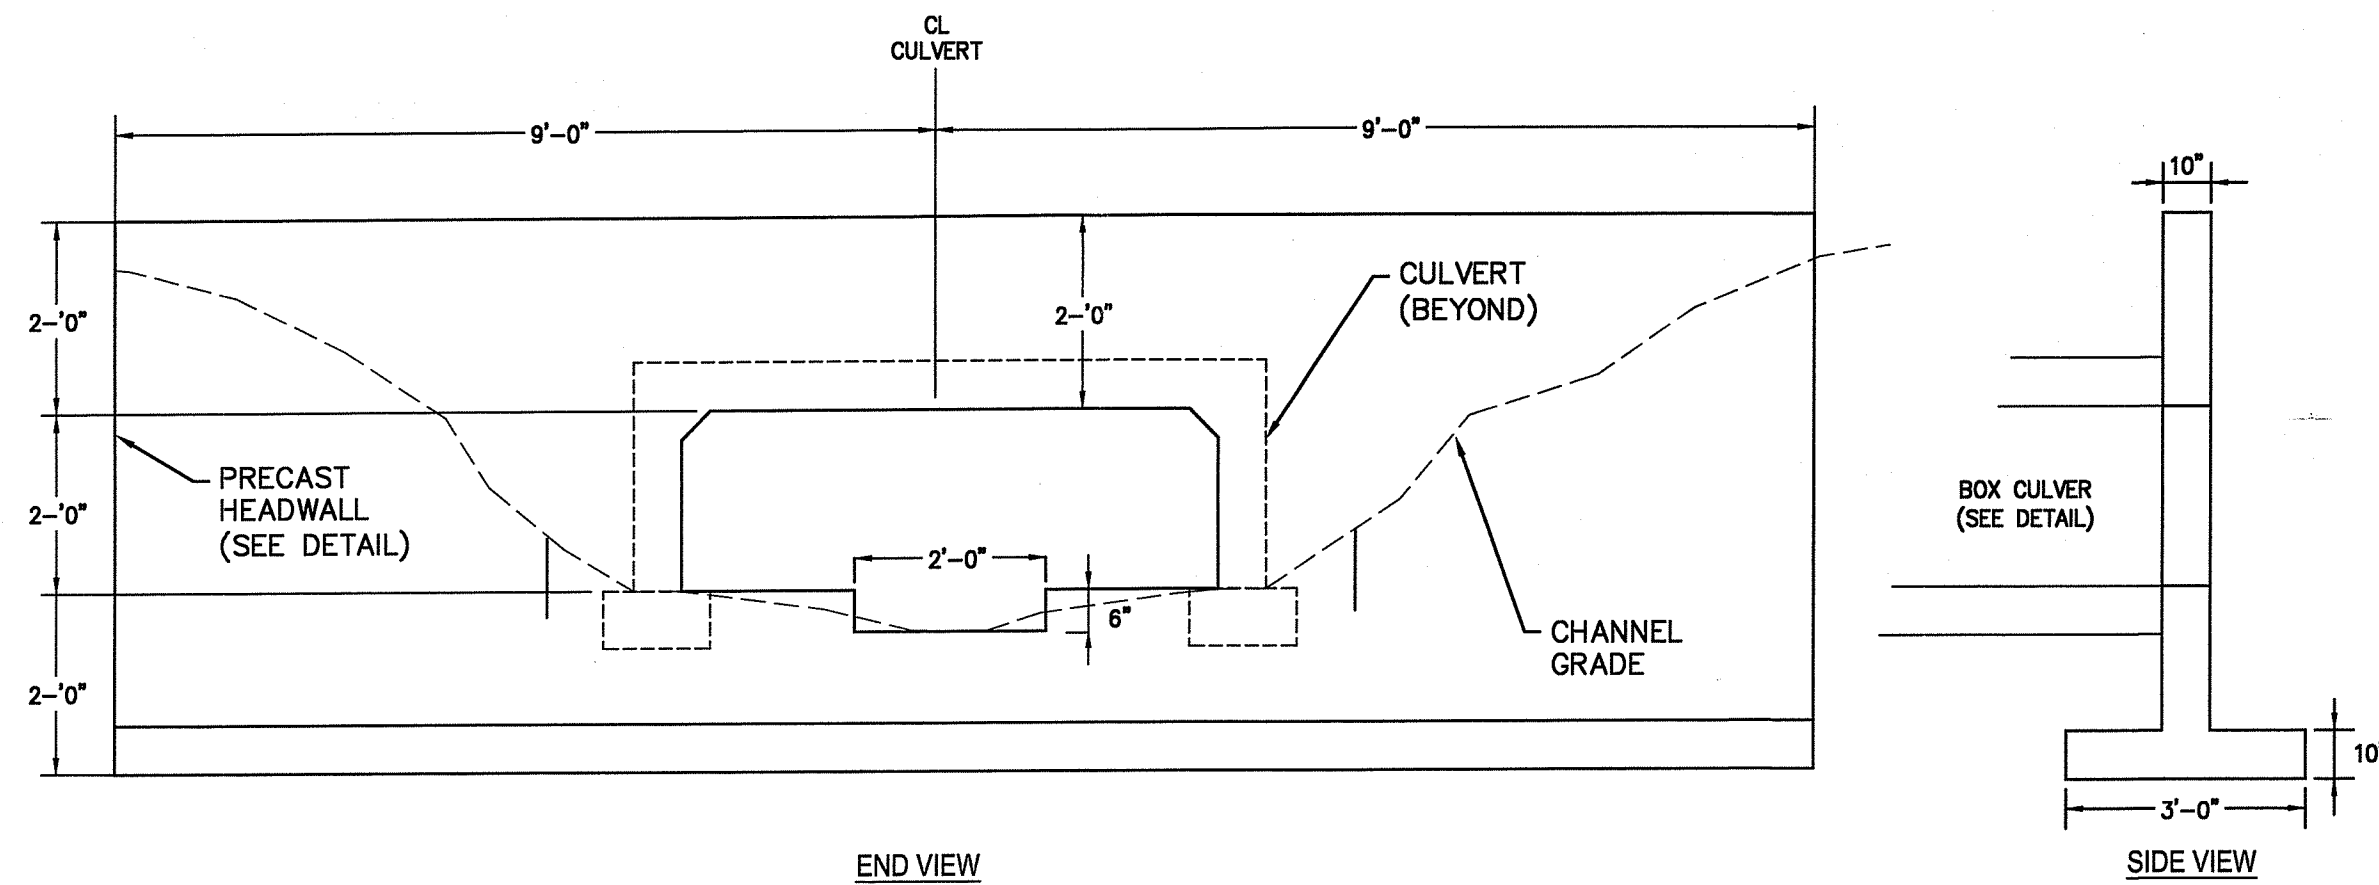 CL
CULVERT
9'-0"
9'-0"
10"
2-'0"
2-'0"
CULVERT
(BEYOND)
PRECAST
HEADWALL
(SEE DETAIL)
2-'0"
BOX CULVER
(SEE DETAIL)
2'-0"
6"
CHANNEL
GRADE
2-'0"
10'
3'-0"
END VIEW
SIDE VIEW